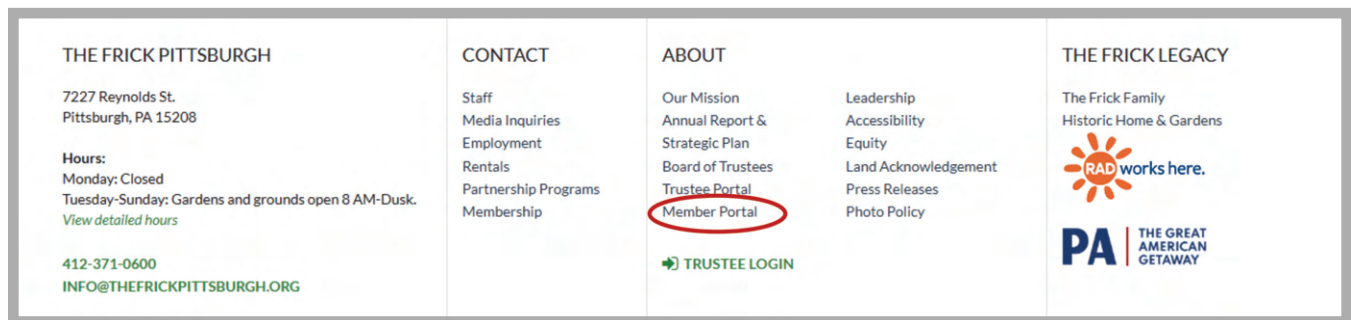 THE FRICK PITTSBURGH
7227 Reynolds St.
Pittsburgh, PA 15208
Hours:
Monday: Closed
Tuesday-Sunday: Gardens and grounds open 8 AM-Dusk.
View detailed hours
412-371-0600
INFO@THEFRICKPITTSBURGH.ORG
CONTACT
Staff
Media Inquiries
Employment
Rentals
Partnership Programs
Membership
ABOUT
Our Mission
Annual Report &
Strategic Plan
Board of Trustees
Trustee Portal
Member Portal
TRUSTEE LOGIN
Leadership
Accessibility
Equity
Land Acknowledgement
Press Releases
Photo Policy
THE FRICK LEGACY
The Frick Family
Historic Home & Gardens
RAD works here.
PA THE GREAT
AMERICAN
GETAWAY